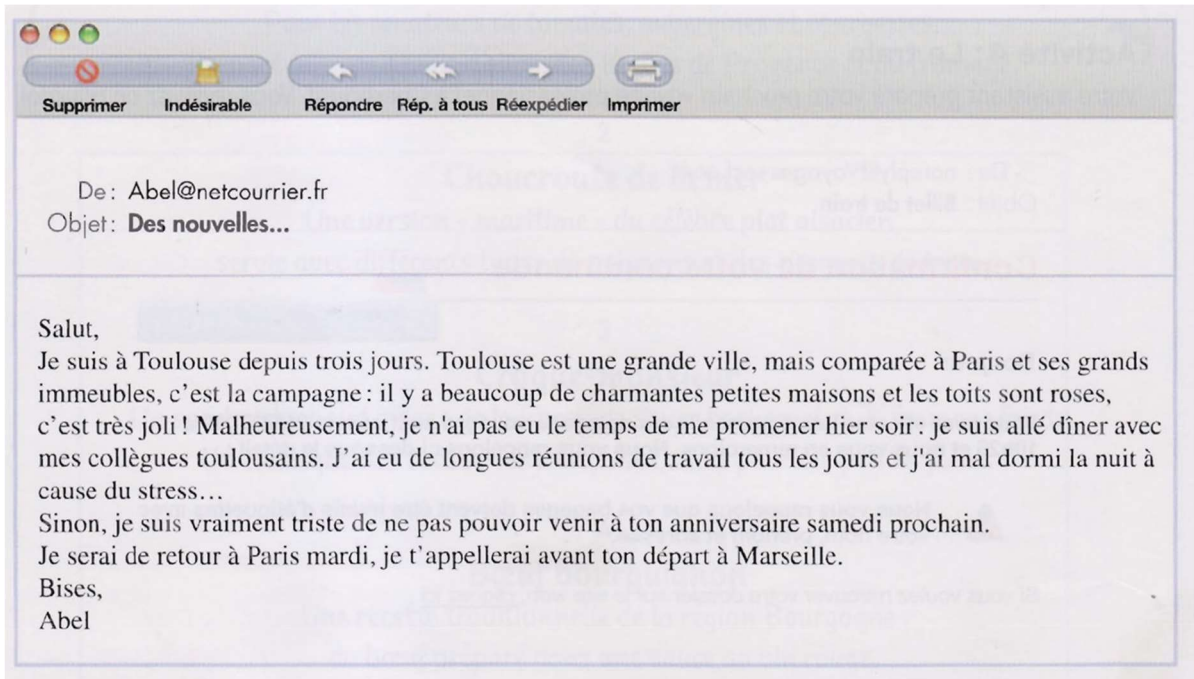 Supprimer Indésirable Répondre Rép. à tous Réexpédier Imprimer
De : Abel@netcourrier.fr
Objet : Des nouvelles...
Salut,
Je suis à Toulouse depuis trois jours. Toulouse est une grande ville, mais comparée à Paris et ses grands
immeubles, c'est la campagne : il y a beaucoup de charmantes petites maisons et les toits sont roses,
c'est très joli ! Malheureusement, je n'ai pas eu le temps de me promener hier soir : je suis allé dîner avec
mes collègues toulousains. J'ai eu de longues réunions de travail tous les jours et j'ai mal dormi la nuit à
cause du stress...
Sinon, je suis vraiment triste de ne pas pouvoir venir à ton anniversaire samedi prochain.
Je serai de retour à Paris mardi, je t'appellerai avant ton départ à Marseille.
Bises,
Abel